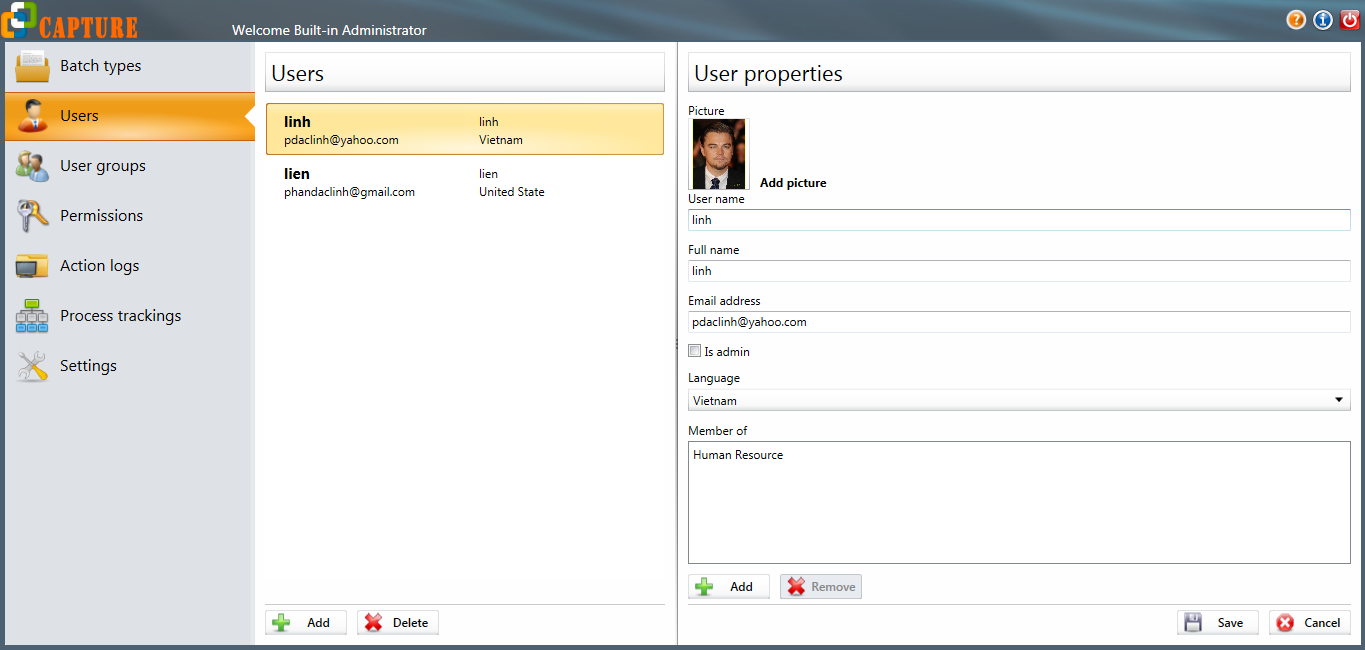 CAPTURE
Welcome Built-in Administrator
Batch types
Users
User groups
Permissions
Action logs
Process trackings
Settings
Users
linh linh
pdaclinh@yahoo.com Vietnam
lien lien
phandaclinh@gmail.com United State
Add Delete
User properties
Picture
Add picture
User name
linh
Full name
linh
Email address
pdaclinh@yahoo.com
Is admin
Language
Vietnam
Member of
Human Resource
Add Remove
Save Cancel